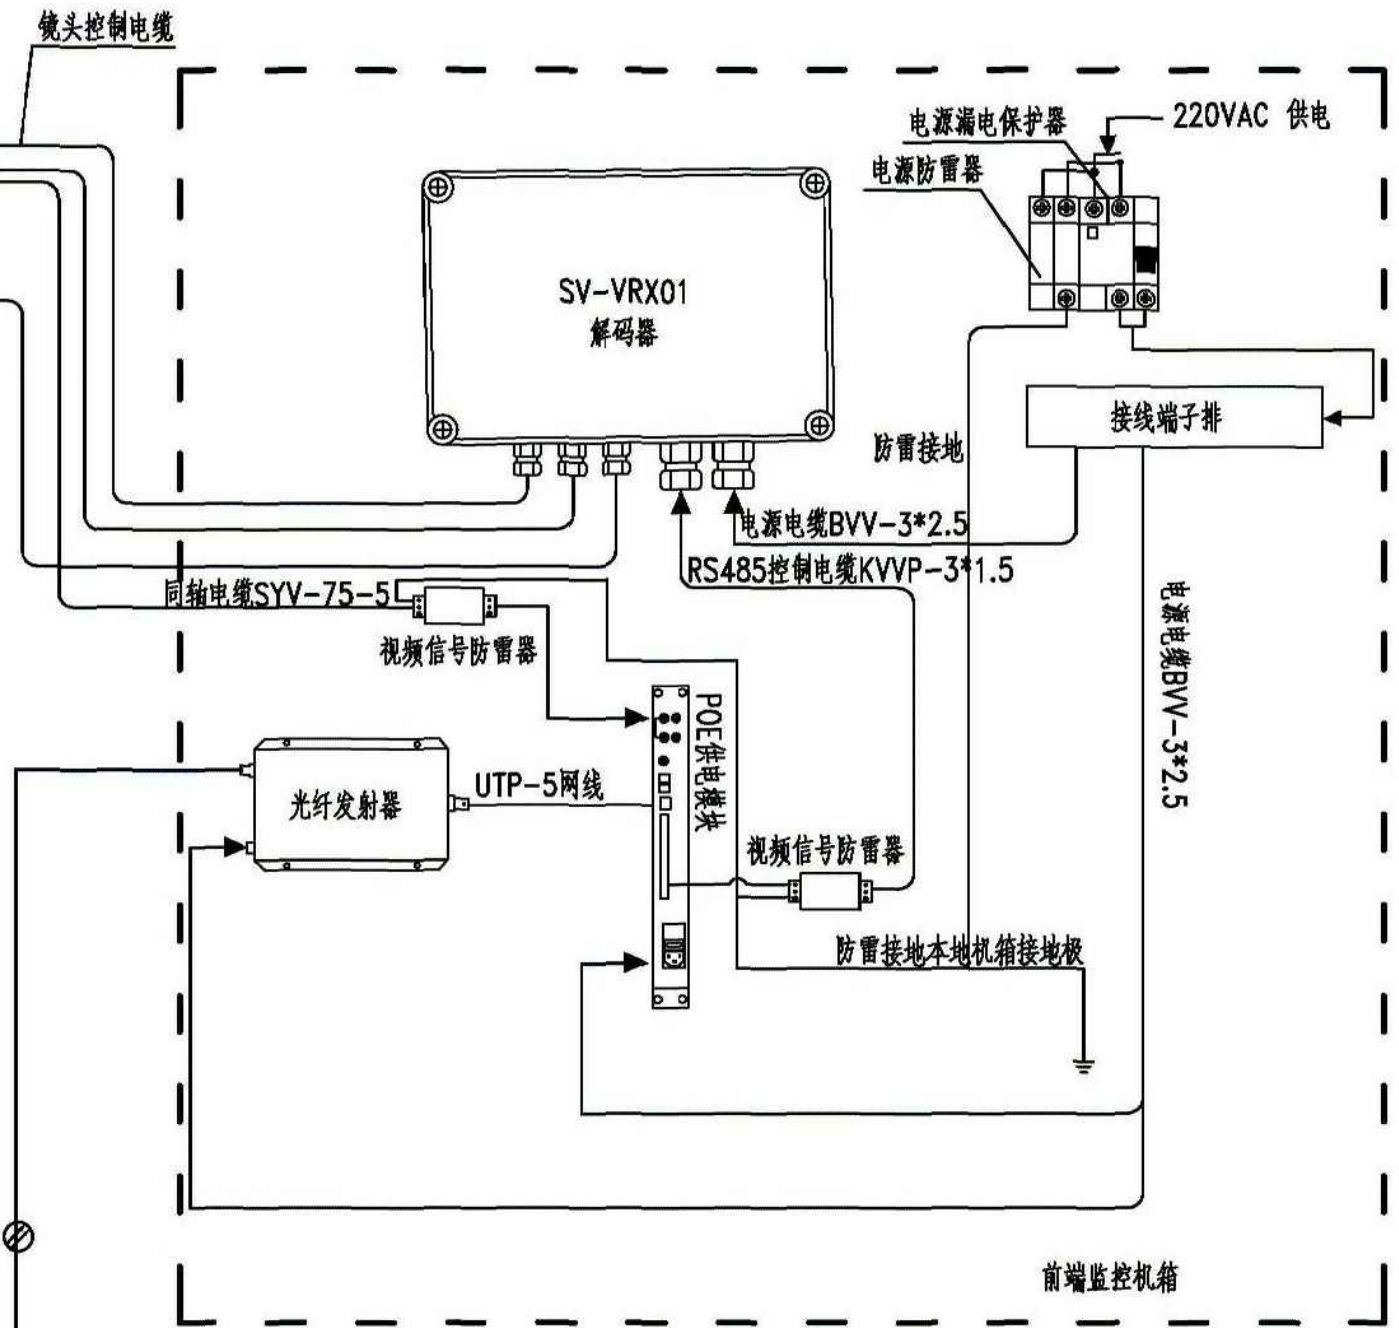 镜头控制电缆
220VAC 供电
电源漏电保护器
电源防雷器
SV-VRX01
解码器
接线端子排
防雷接地
电源电缆BVV-3*2.5
RS485控制电缆KVVP-3*1.5
同轴电缆SYV-75-5
视频信号防雷器
电源电缆BVV-3*2.5
POE供电模块
UTP-5网线
光纤发射器
视频信号防雷器
防雷接地本地机箱接地极
前端监控机箱